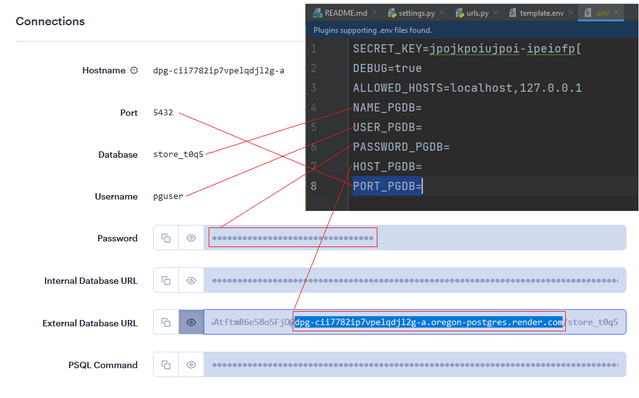 Connections
Hostname
dpg-cii7782ip7vpelqdjl2g-a
Port
5432
Database
store_t0q5
Username
pguser
Password
Internal Database URL
External Database URL
dpg-cii7782ip7vpelqdjl2g-a.oregon-postgres.render.com/store_t0q5
PSQL Command
README.md
settings.py
urls.py
template.env
.env
Plugins supporting .env files found.
1 SECRET_KEY=jpojkpoiujpoi-ipeiofp[
2 DEBUG=true
3 ALLOWED_HOSTS=localhost,127.0.0.1
4 NAME_PGDB=
5 USER_PGDB=
6 PASSWORD_PGDB=
7 HOST_PGDB=
8 PORT_PGDB=